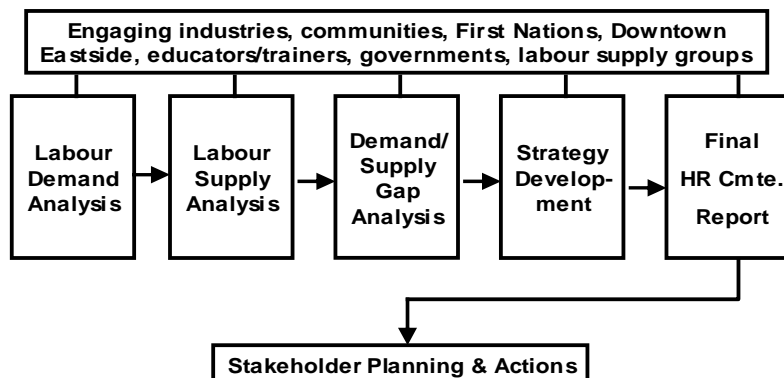 Engaging industries, communities, First Nations, Downtown
Eastside, educators/trainers, governments, labour supply groups
Labour
Demand
Analysis
Labour
Supply
Analysis
Demand/
Supply
Gap
Analysis
Strategy
Develop-
ment
Final
HR Cmte.
Report
Stakeholder Planning & Actions